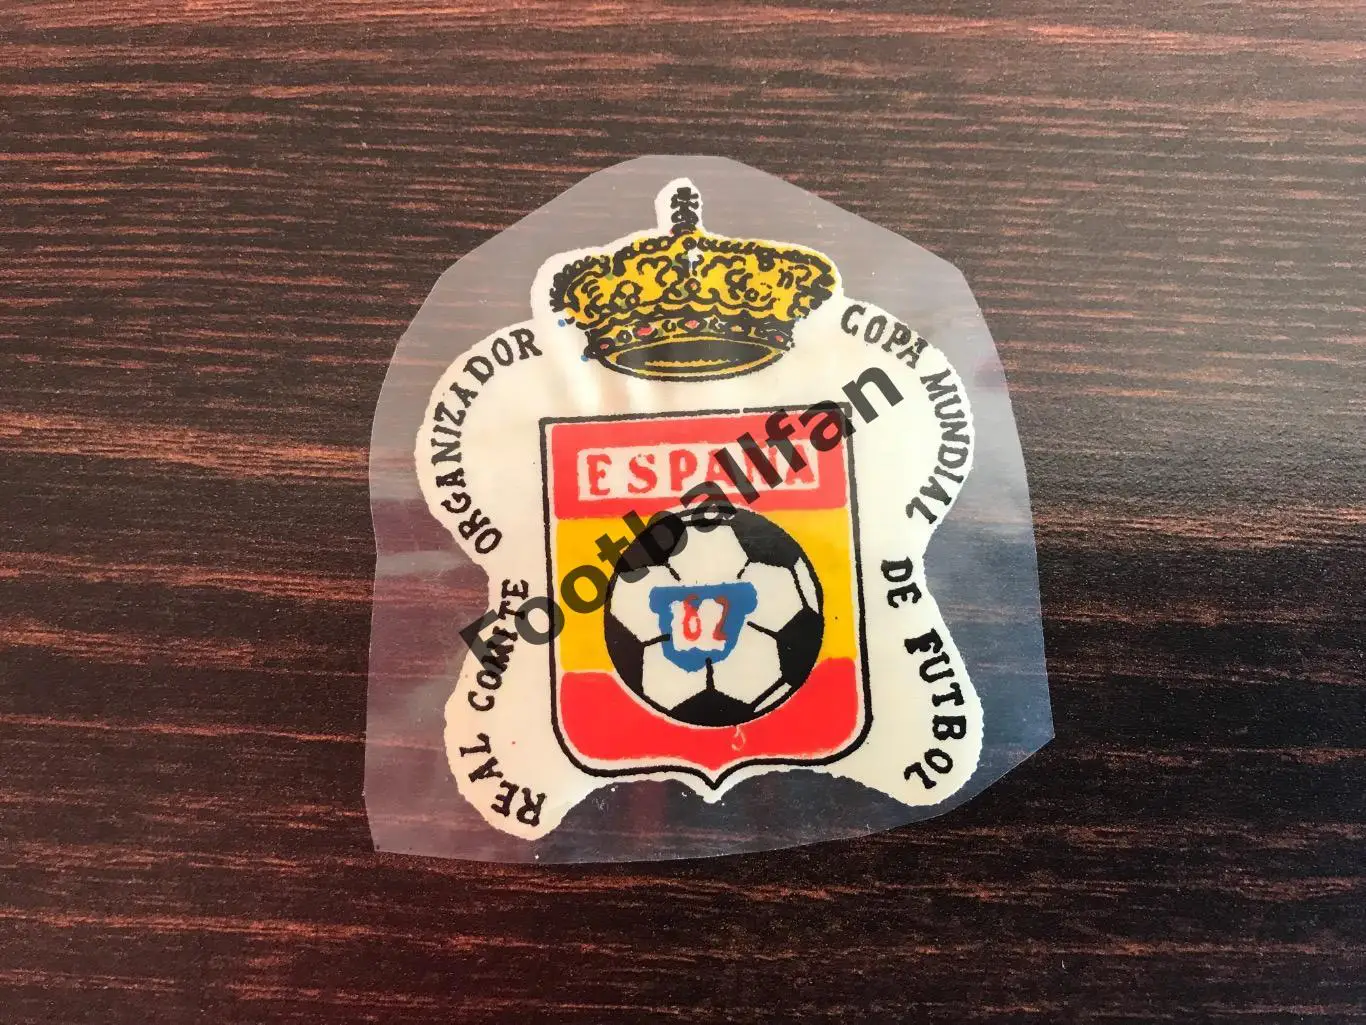 REAL COMITE ORGANIZADOR
COPA MUNDIAL DE FUTBOL
ESPAÑA
82
Footballfan